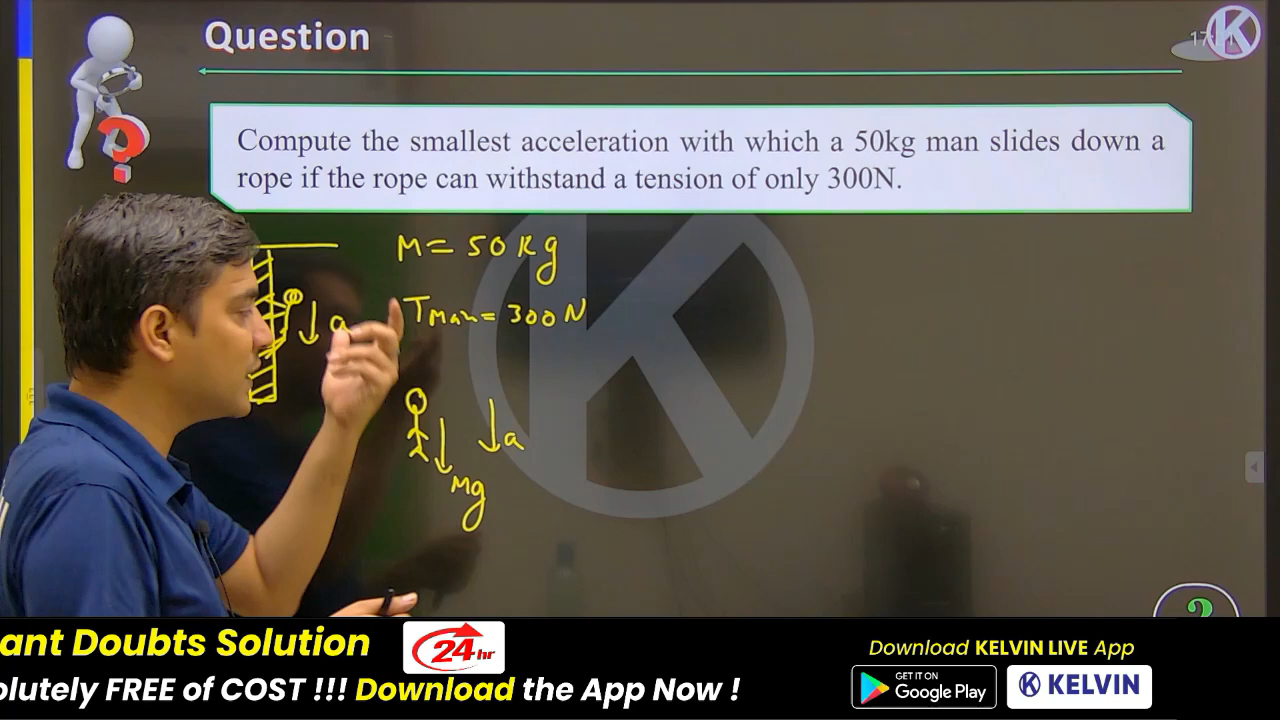 Question
Compute the smallest acceleration with which a 50kg man slides down a
rope if the rope can withstand a tension of only 300N.
M = 50 Kg
a
TMax = 300 N
a
Mg
?
ant Doubts Solution
24hr
olutely FREE of COST !!! Download the App Now !
Download KELVIN LIVE App
GET IT ON
Google Play
K KELVIN